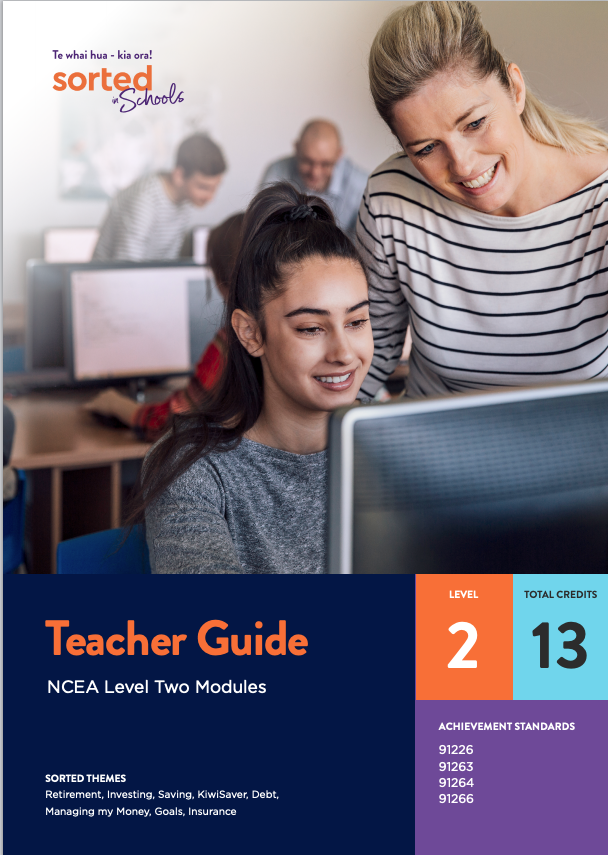 Te whai hua - kia ora!
sorted
in Schools
Teacher Guide
NCEA Level Two Modules
SORTED THEMES
Retirement, Investing, Saving, KiwiSaver, Debt,
Managing my Money, Goals, Insurance
LEVEL
2
TOTAL CREDITS
13
ACHIEVEMENT STANDARDS
91226
91263
91264
91266